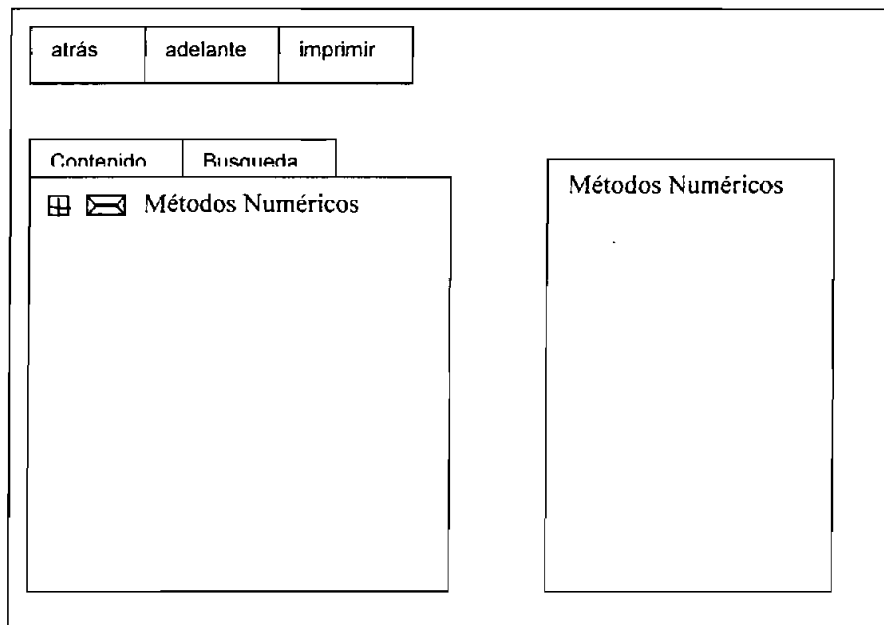 atrás adelante imprimir
Contenido Busqueda
Métodos Numéricos
Métodos Numéricos